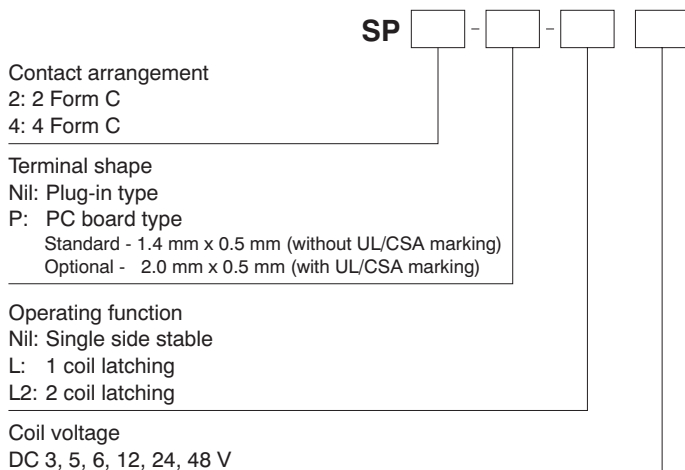 SP - -
Contact arrangement
2: 2 Form C
4: 4 Form C
Terminal shape
Nil: Plug-in type
P: PC board type
Standard - 1.4 mm x 0.5 mm (without UL/CSA marking)
Optional - 2.0 mm x 0.5 mm (with UL/CSA marking)
Operating function
Nil: Single side stable
L: 1 coil latching
L2: 2 coil latching
Coil voltage
DC 3, 5, 6, 12, 24, 48 V